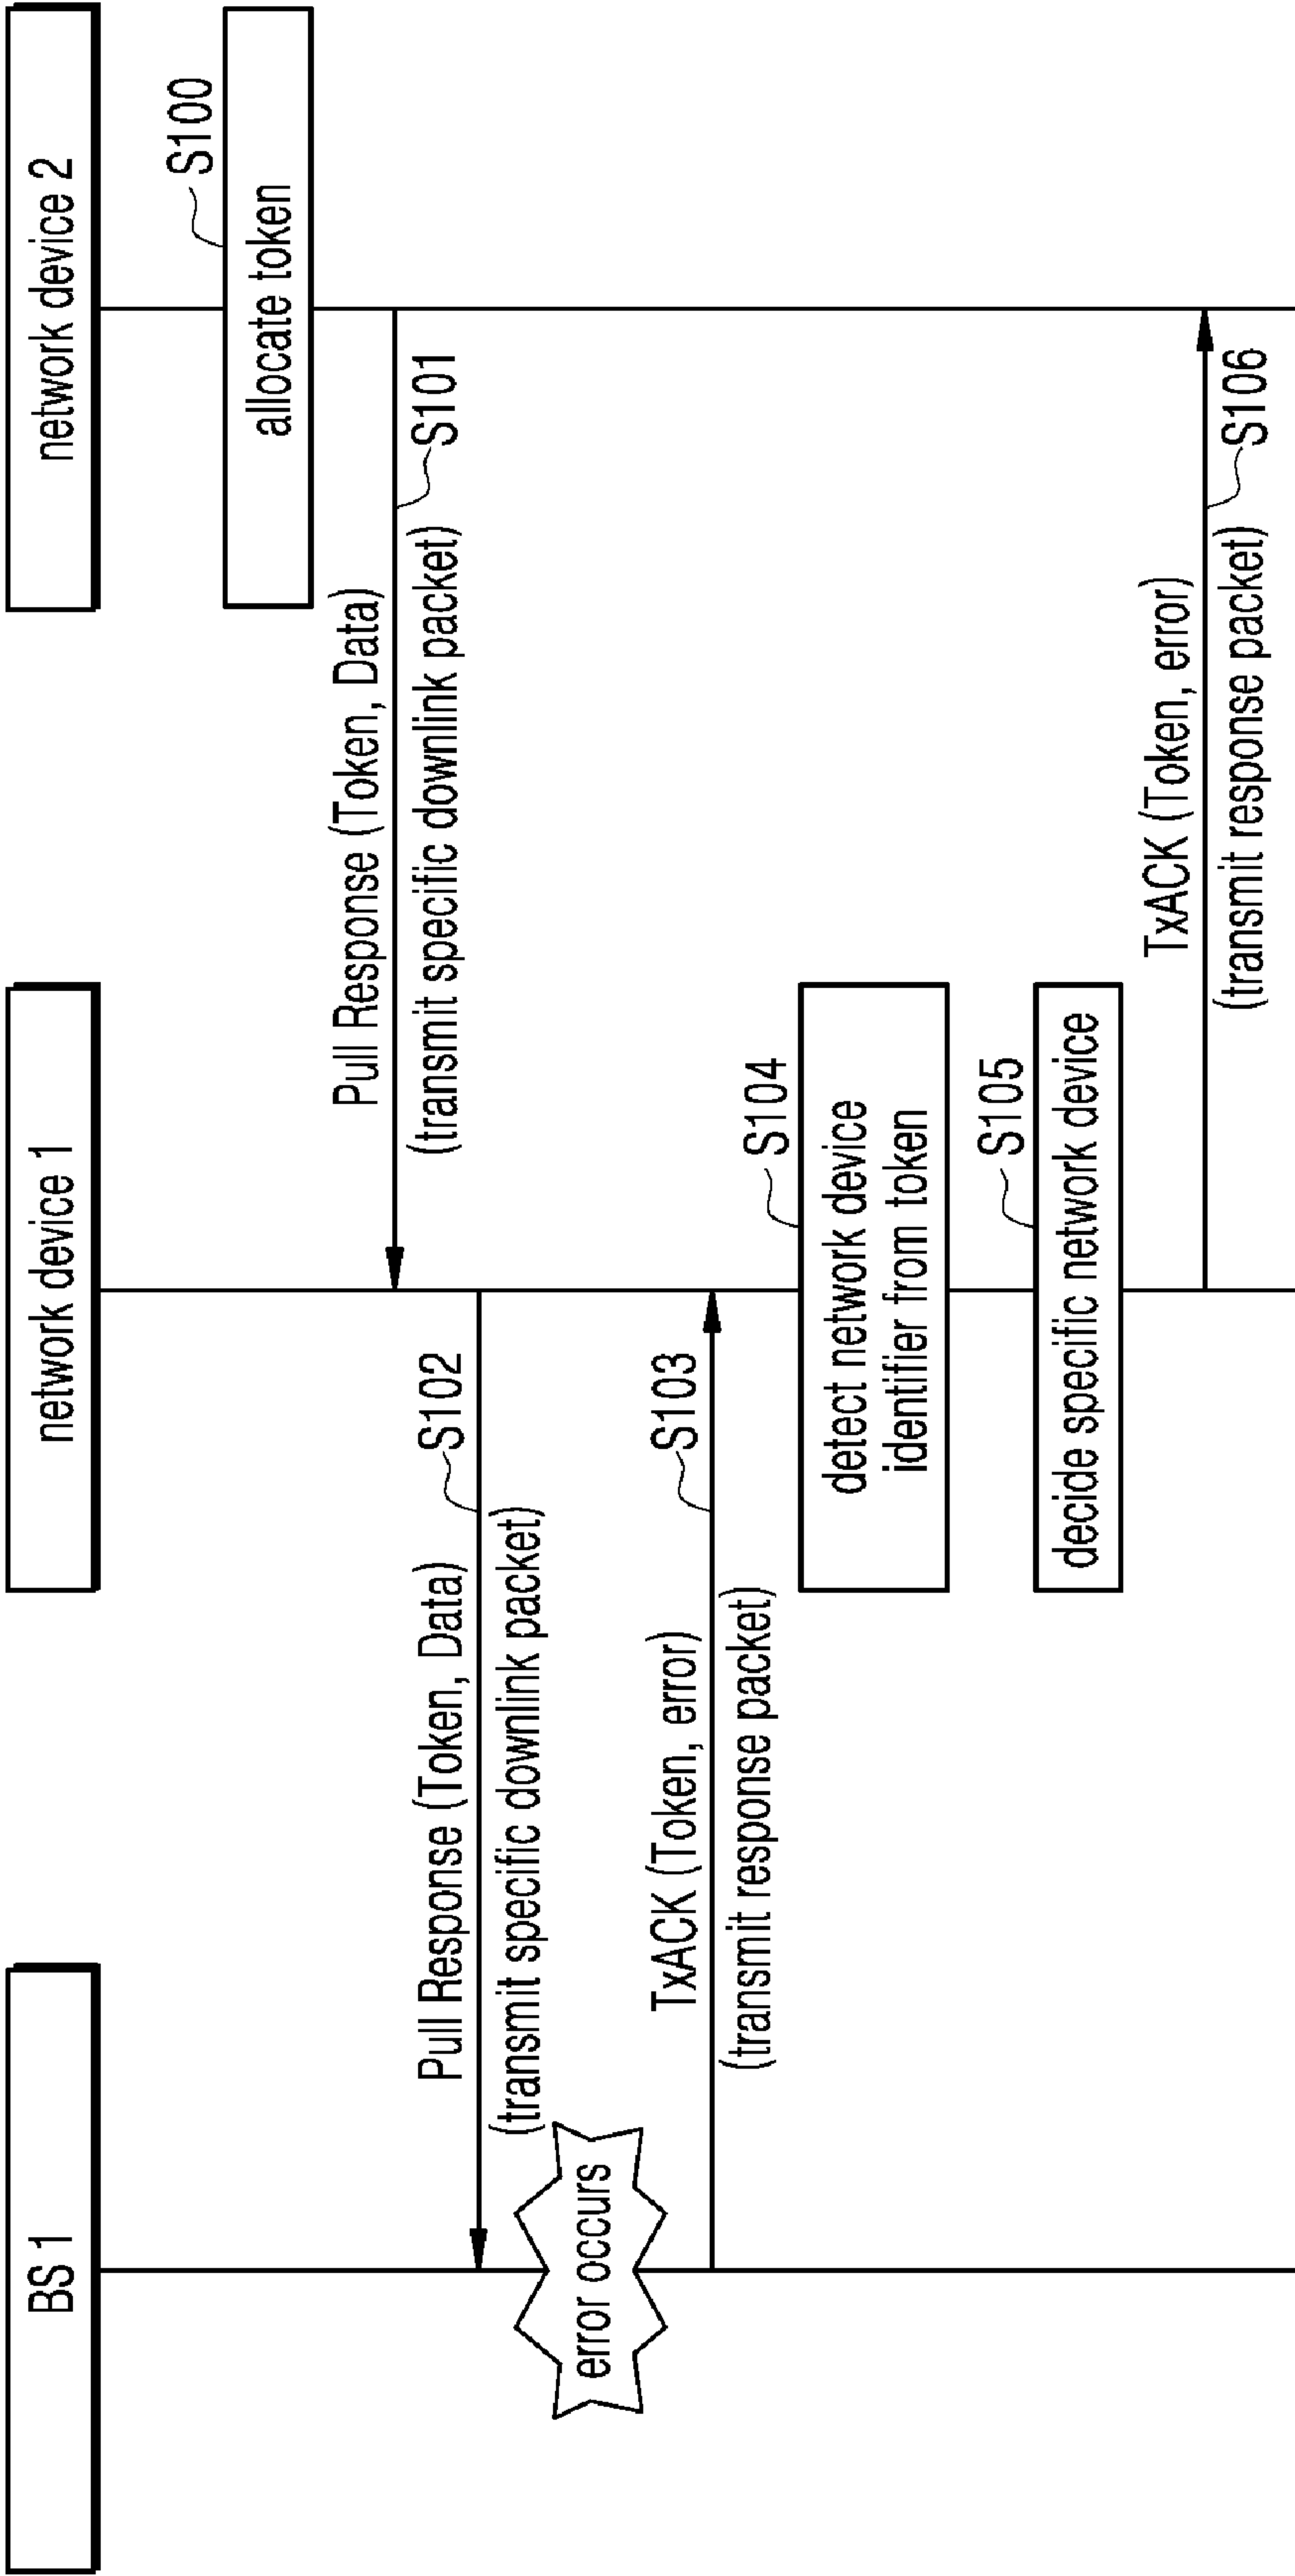 BS 1
network device 1
network device 2
S100
allocate token
Pull Response (Token, Data)
S101
(transmit specific downlink packet)
Pull Response (Token, Data)
S102
(transmit specific downlink packet)
error occurs
TxACK (Token, error)
S103
(transmit response packet)
S104
detect network device
identifier from token
S105
decide specific network device
TxACK (Token, error)
(transmit response packet)
S106